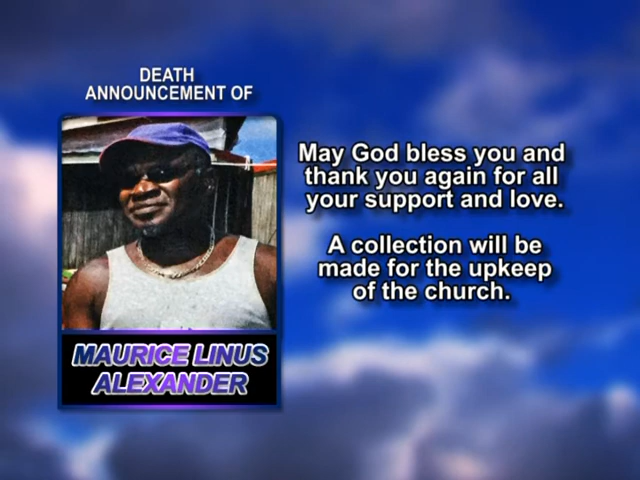 DEATH
ANNOUNCEMENT OF
MAURICE LINUS
ALEXANDER
May God bless you and
thank you again for all
your support and love.
A collection will be
made for the upkeep
of the church.